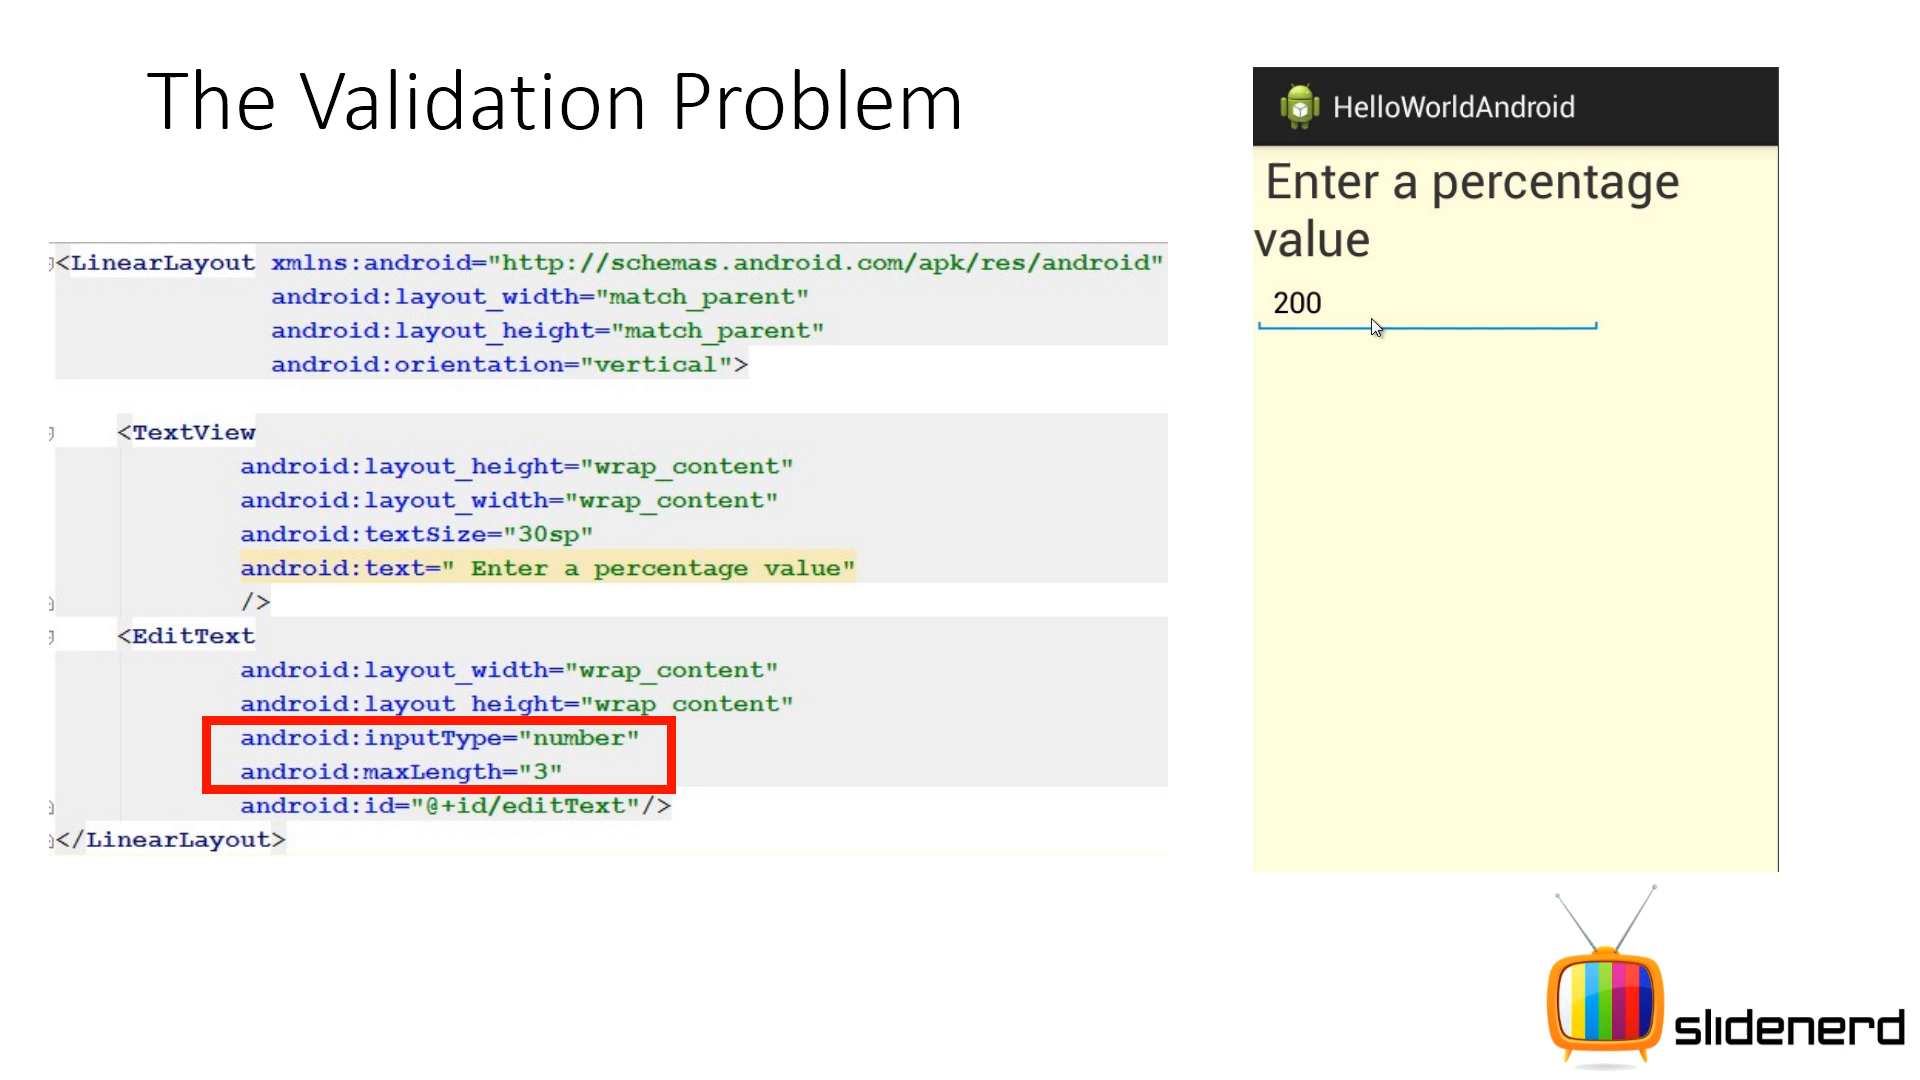 The Validation Problem
<LinearLayout xmlns:android="http://schemas.android.com/apk/res/android"
android:layout_width="match_parent"
android:layout_height="match_parent"
android:orientation="vertical">
<TextView
android:layout_height="wrap_content"
android:layout_width="wrap_content"
android:textSize="30sp"
android:text=" Enter a percentage value"
/>
<EditText
android:layout_width="wrap_content"
android:layout_height="wrap_content"
android:inputType="number"
android:maxLength="3"
android:id="@+id/editText"/>
</LinearLayout>
HelloWorldAndroid
Enter a percentage
value
200
slidenerd